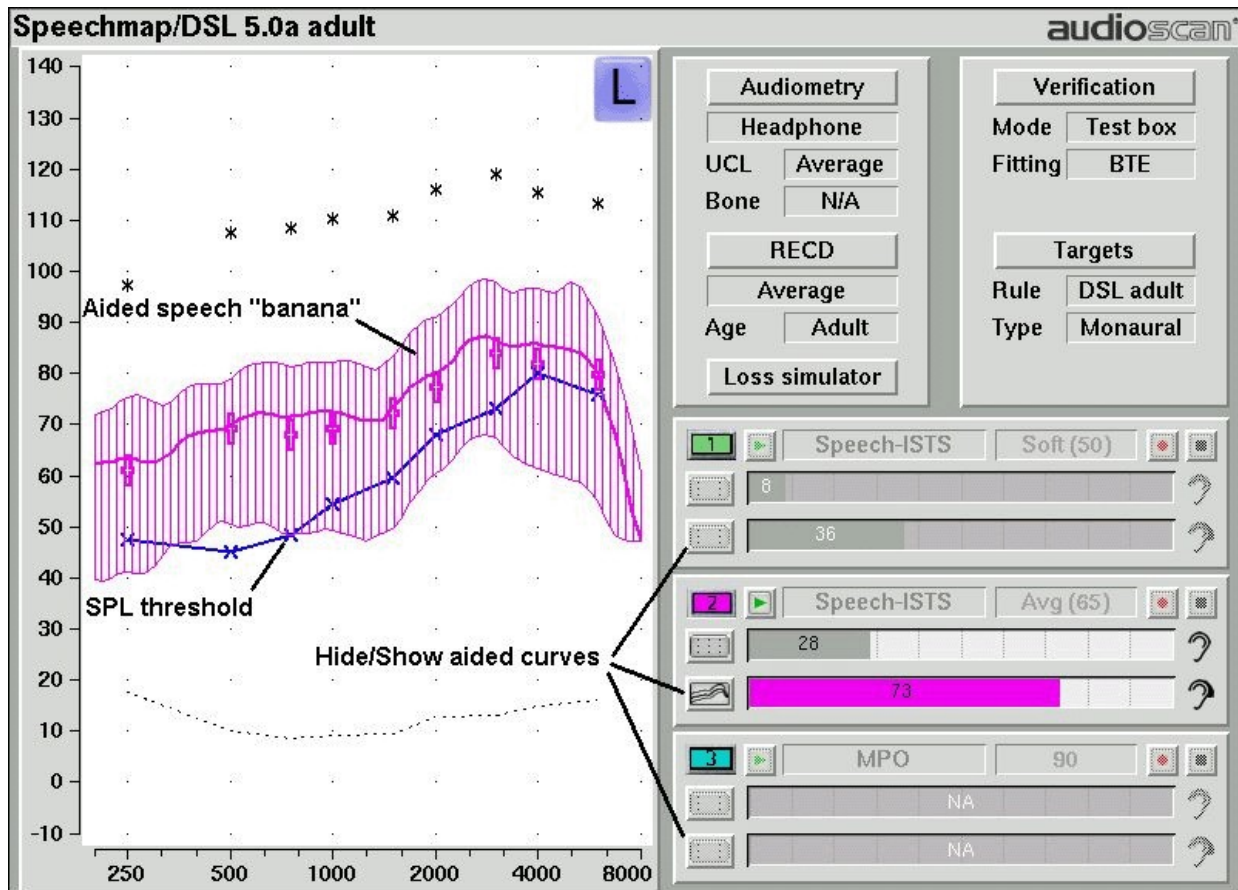 Speechmap/DSL 5.0a adult
audioscan®
140
130
120
110
100
90
80
70
60
50
40
30
20
10
0
-10
L
Aided speech "banana"
SPL threshold
Hide/Show aided curves
250 500 1000 2000 4000 8000
Audiometry
Headphone
UCL Average
Bone N/A
RECD
Average
Age Adult
Loss simulator
Verification
Mode Test box
Fitting BTE
Targets
Rule DSL adult
Type Monaural
1 Speech-ISTS Soft (50)
8
36
2 Speech-ISTS Avg (65)
28
73
3 MPO 90
NA
NA